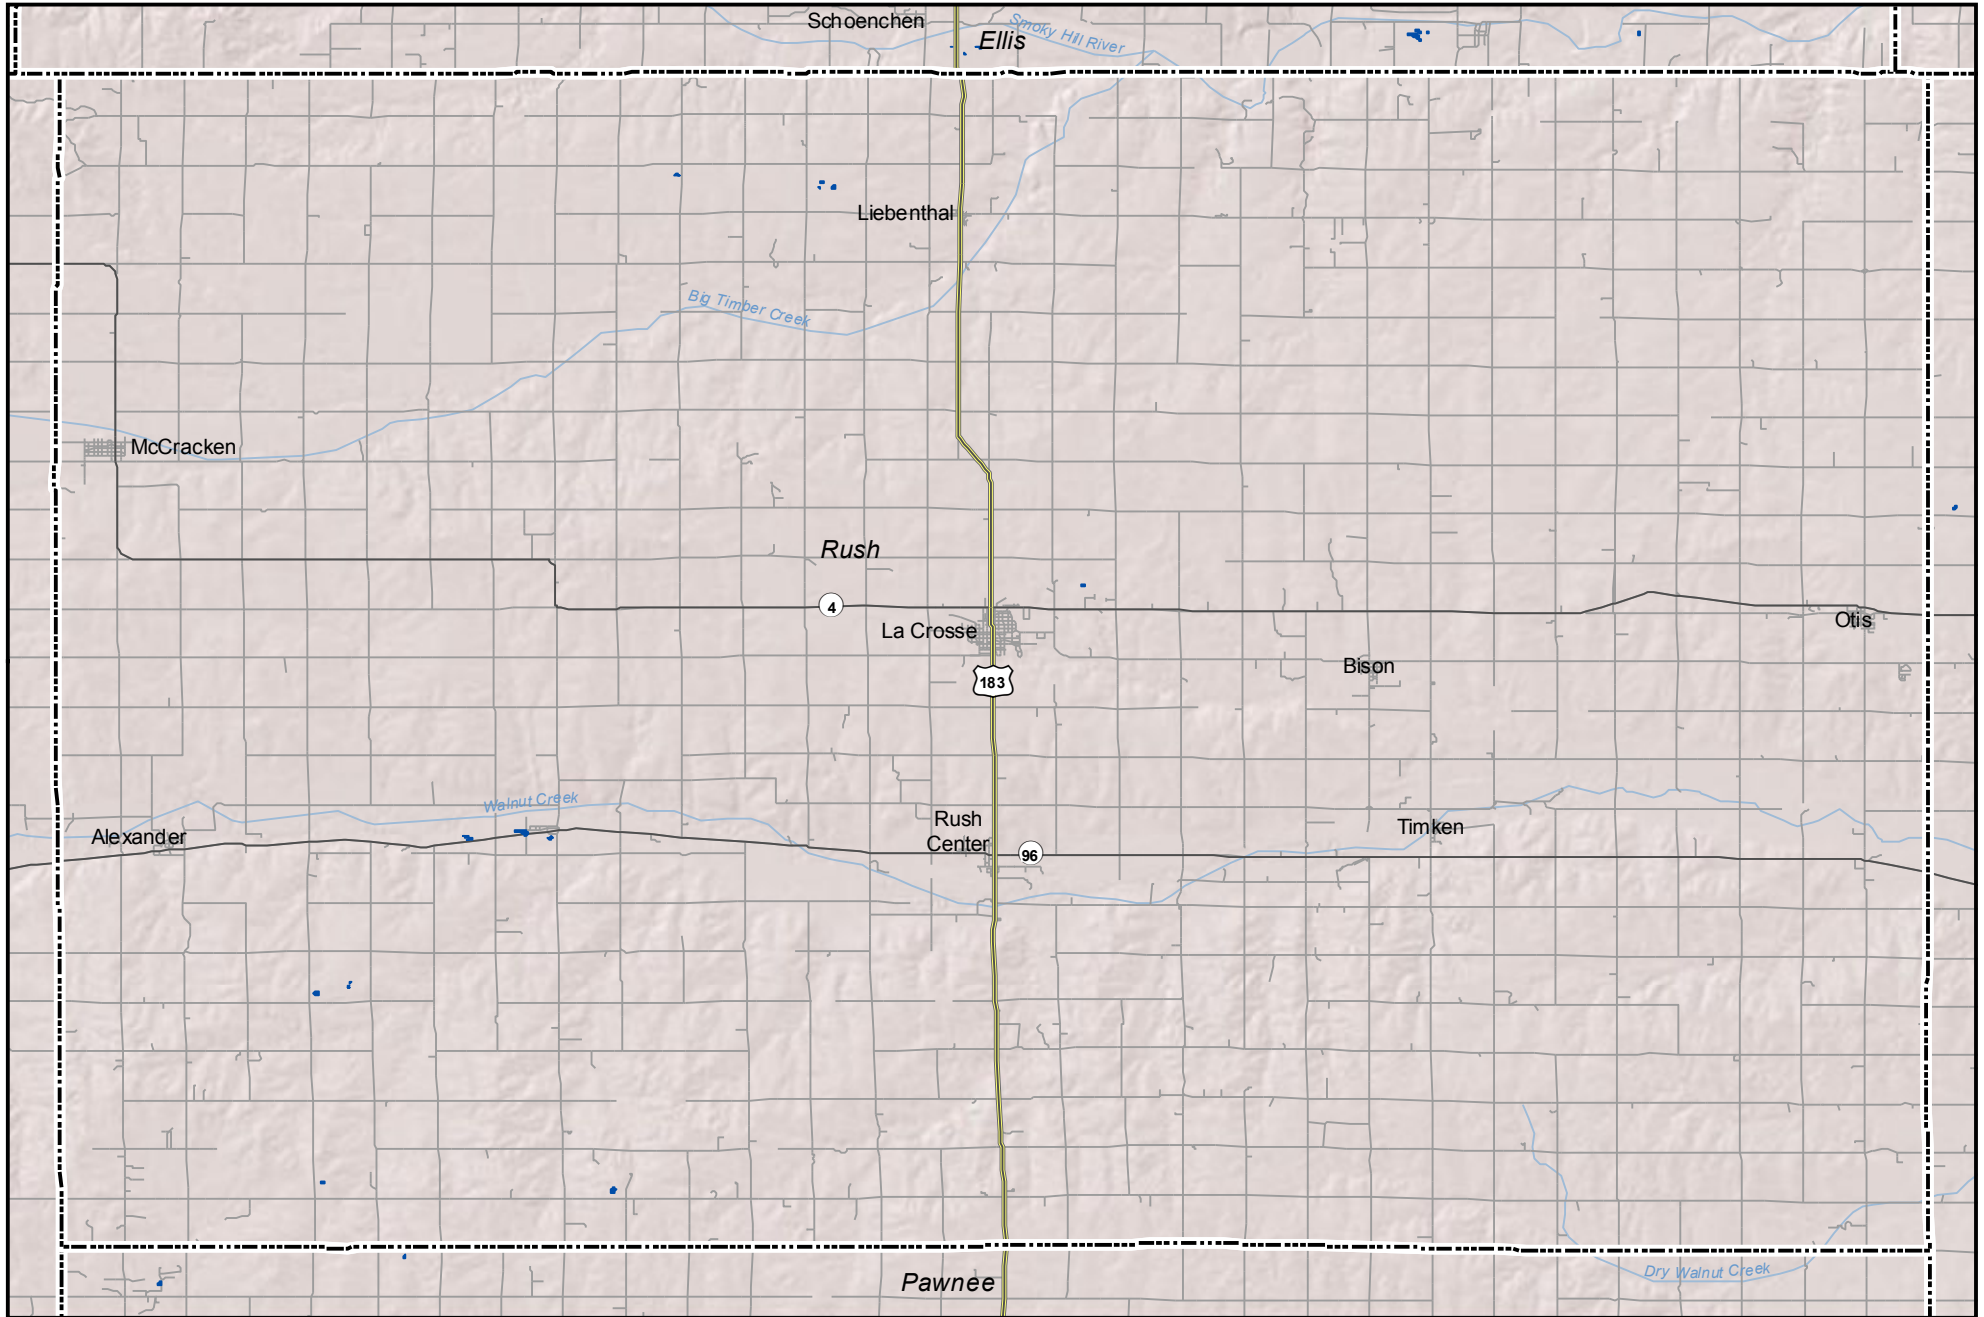 Schoenchen
Smoky Hill River
Ellis
Liebenthal
Big Timber Creek
McCracken
Rush
4
La Crosse
Otis
Bison
183
Walnut Creek
Alexander
Rush
Center
Timken
96
Dry Walnut Creek
Pawnee